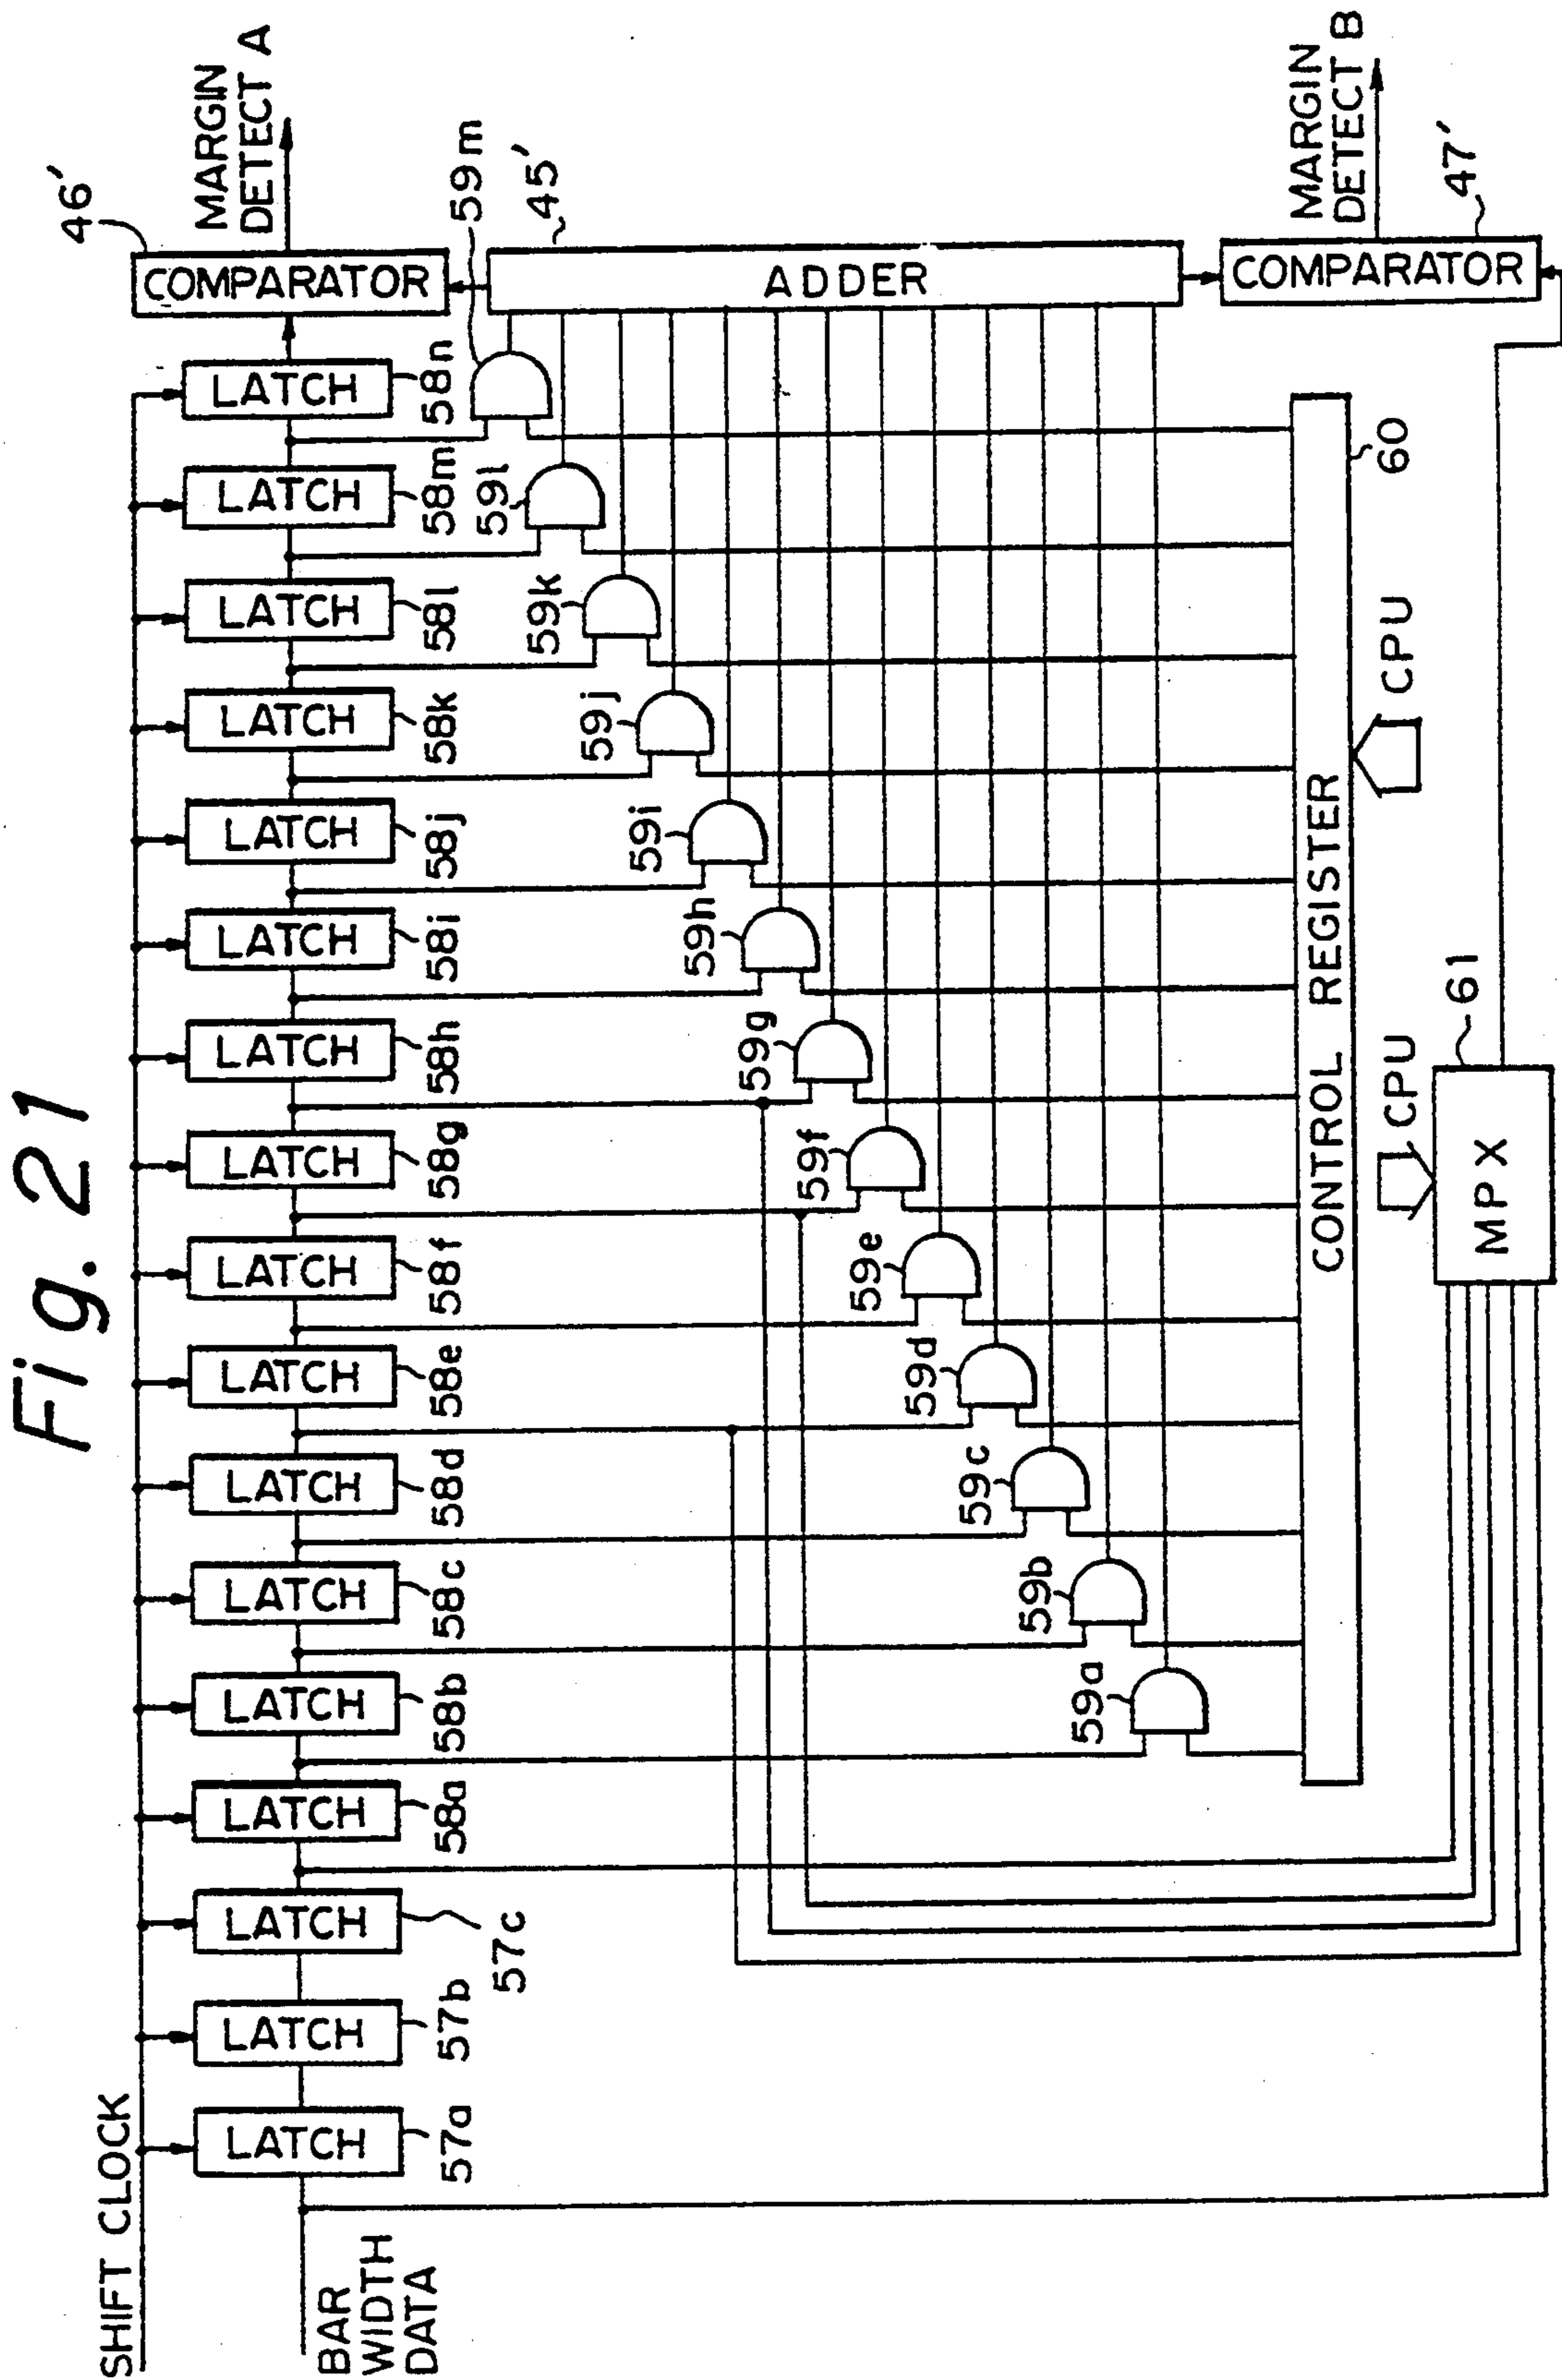 Fig. 21
SHIFT CLOCK
BAR
WIDTH
DATA
LATCH
57a
LATCH
57b
LATCH
57c
LATCH
58a
LATCH
58b
LATCH
58c
LATCH
58d
LATCH
58e
LATCH
58f
LATCH
58g
LATCH
58h
LATCH
58i
LATCH
58j
LATCH
58k
LATCH
58l
LATCH
58m
LATCH
58n
COMPARATOR
46'
MARGIN
DETECT A
59a
59b
59c
59d
59e
59f
59g
59h
59i
59j
59k
59l
59m
ADDER
45'
CONTROL REGISTER
60
CPU
CPU
MPX
61
COMPARATOR
47'
MARGIN
DETECT B